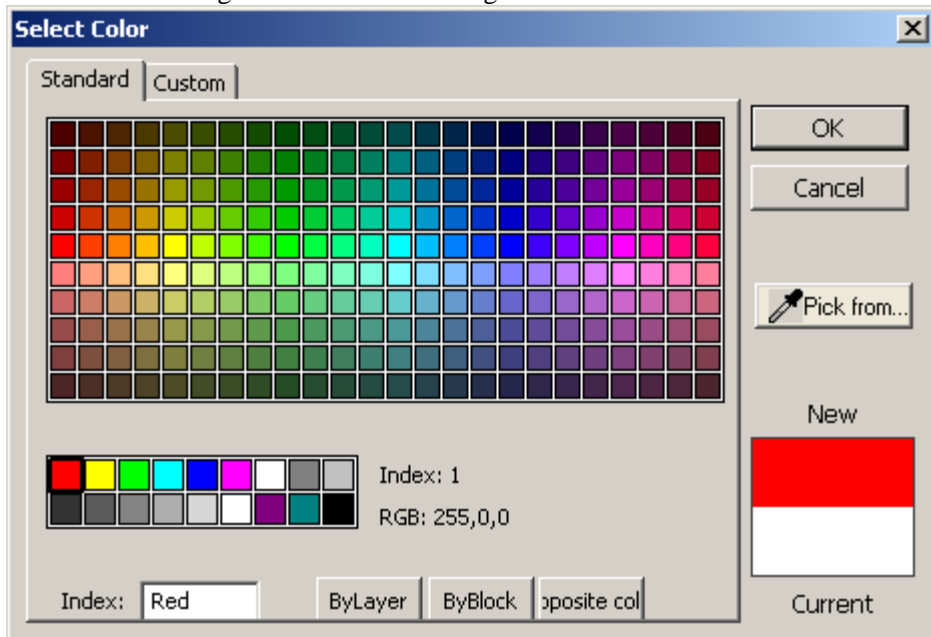 Select Color
Standard
Custom
OK
Cancel
Pick from...
New
Index: 1
RGB: 255,0,0
Index:
Red
ByLayer
ByBlock
pposite col
Current